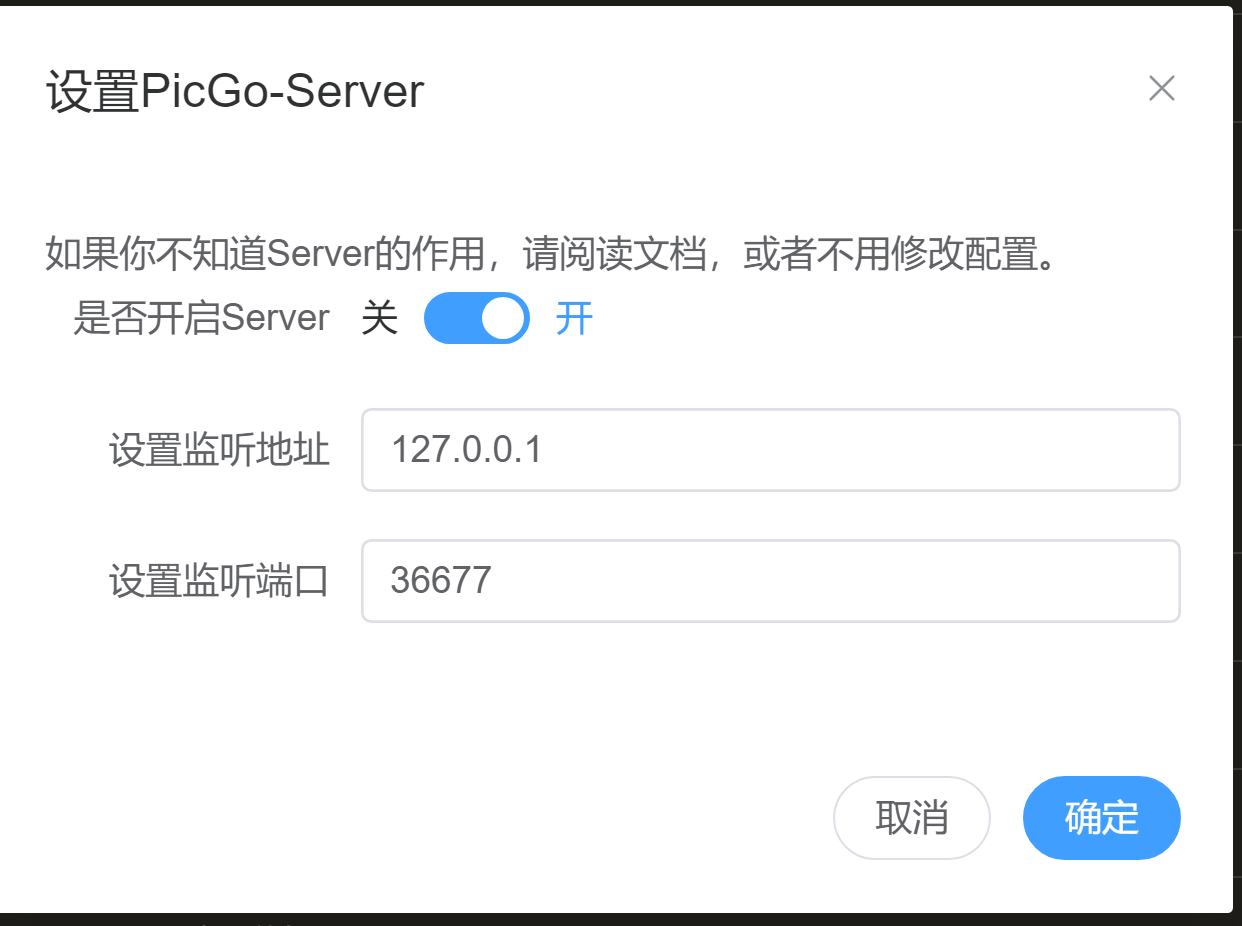 设置PicGo-Server
如果你不知道Server的作用，请阅读文档，或者不用修改配置。
是否开启Server 关 开
设置监听地址 127.0.0.1
设置监听端口 36677
取消 确定